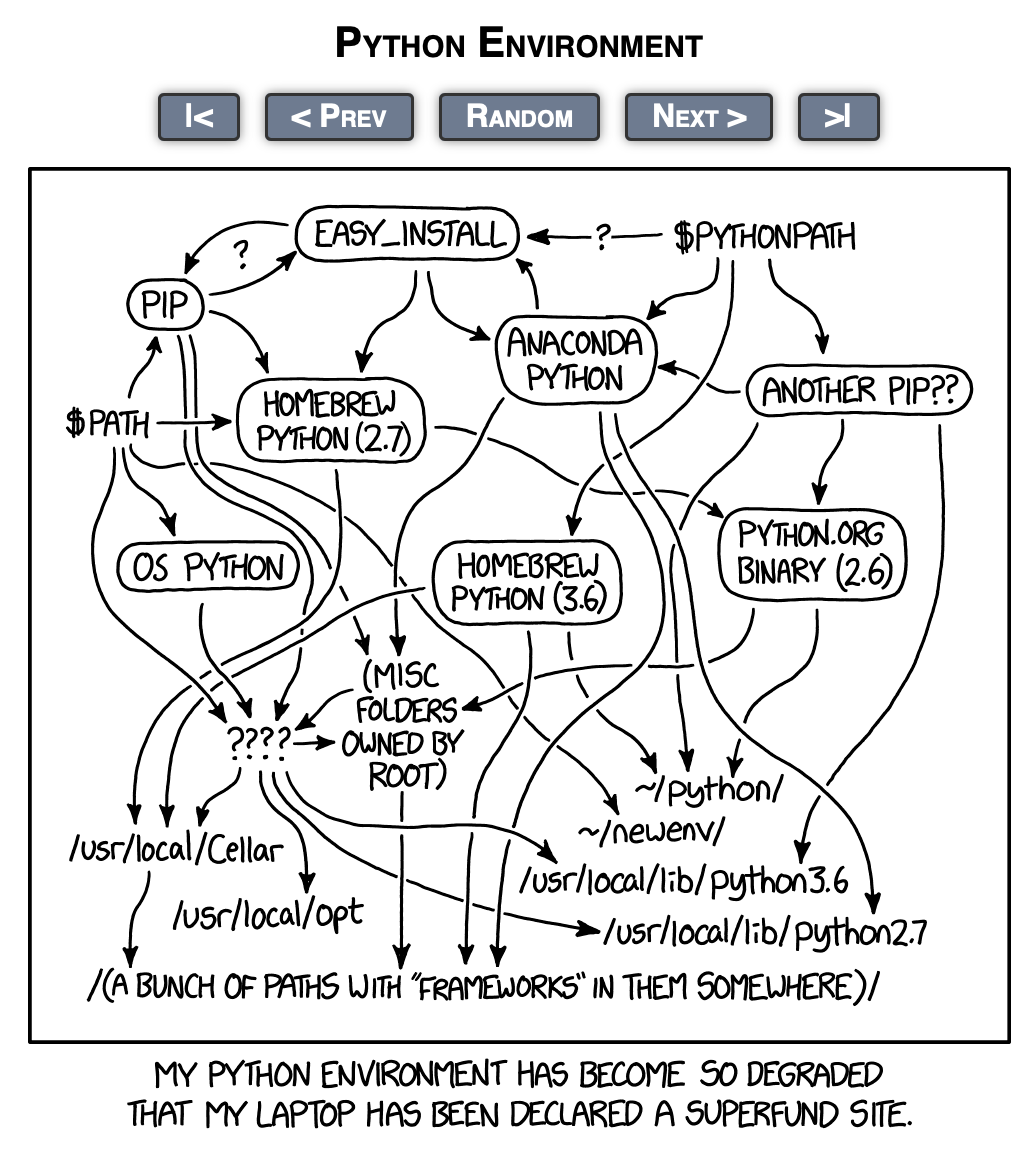 Python Environment
|< < Prev Random Next > >|
EASY_INSTALL
? $PYTHONPATH
?
PIP
ANACONDA
PYTHON
ANOTHER PIP??
HOMEBREW
PYTHON (2.7)
$PATH
PYTHON.ORG
BINARY (2.6)
OS PYTHON
HOMEBREW
PYTHON (3.6)
(MISC
FOLDERS
OWNED BY
ROOT)
????
~/python/
~/newenv/
/usr/local/Cellar
/usr/local/lib/python3.6
/usr/local/opt
/usr/local/lib/python2.7
/(A BUNCH OF PATHS WITH "FRAMEWORKS" IN THEM SOMEWHERE)/
MY PYTHON ENVIRONMENT HAS BECOME SO DEGRADED
THAT MY LAPTOP HAS BEEN DECLARED A SUPERFUND SITE.